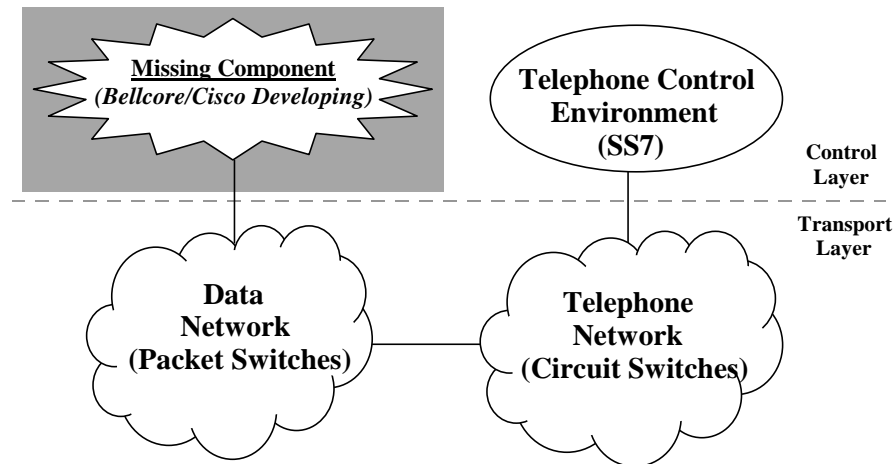 Missing Component
(Bellcore/Cisco Developing)
Telephone Control
Environment
(SS7)
Control
Layer
Transport
Layer
Data
Network
(Packet Switches)
Telephone
Network
(Circuit Switches)